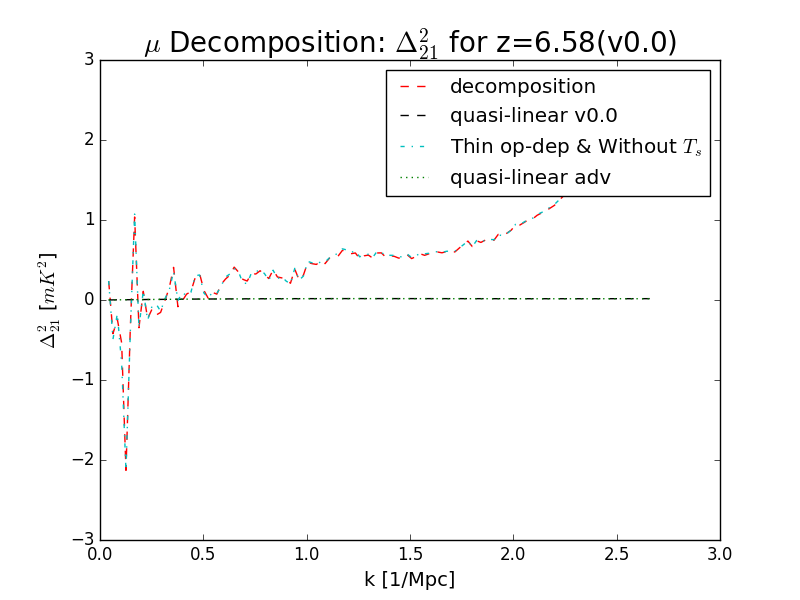 μ Decomposition: Δ²₂₁ for z=6.58(v0.0)
3
2
1
0
−1
−2
−3
Δ²₂₁ [mK²]
decomposition
quasi-linear v0.0
Thin op-dep & Without Tₛ
quasi-linear adv
0.0 0.5 1.0 1.5 2.0 2.5 3.0
k [1/Mpc]